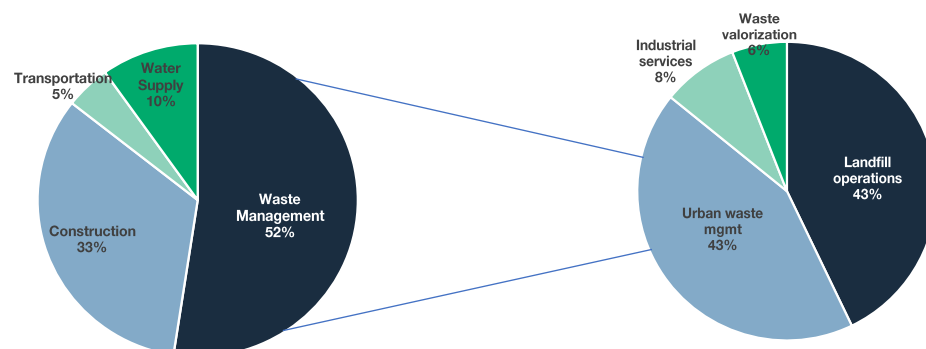 Transportation
5%
Water
Supply
10%
Waste
Management
52%
Construction
33%
Waste
valorization
6%
Industrial
services
8%
Landfill
operations
43%
Urban waste
mgmt
43%